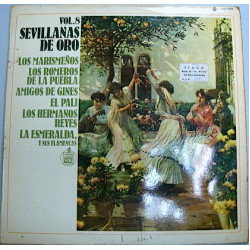 VOL. 8
SEVILLANAS
DE ORO
LOS MARISMEÑOS
LOS ROMEROS
DE LA PUEBLA
AMIGOS DE GINES
EL PALI
LOS HERMANOS
REYES
LA ESMERALDA,
Y SUS FLAMENCAS